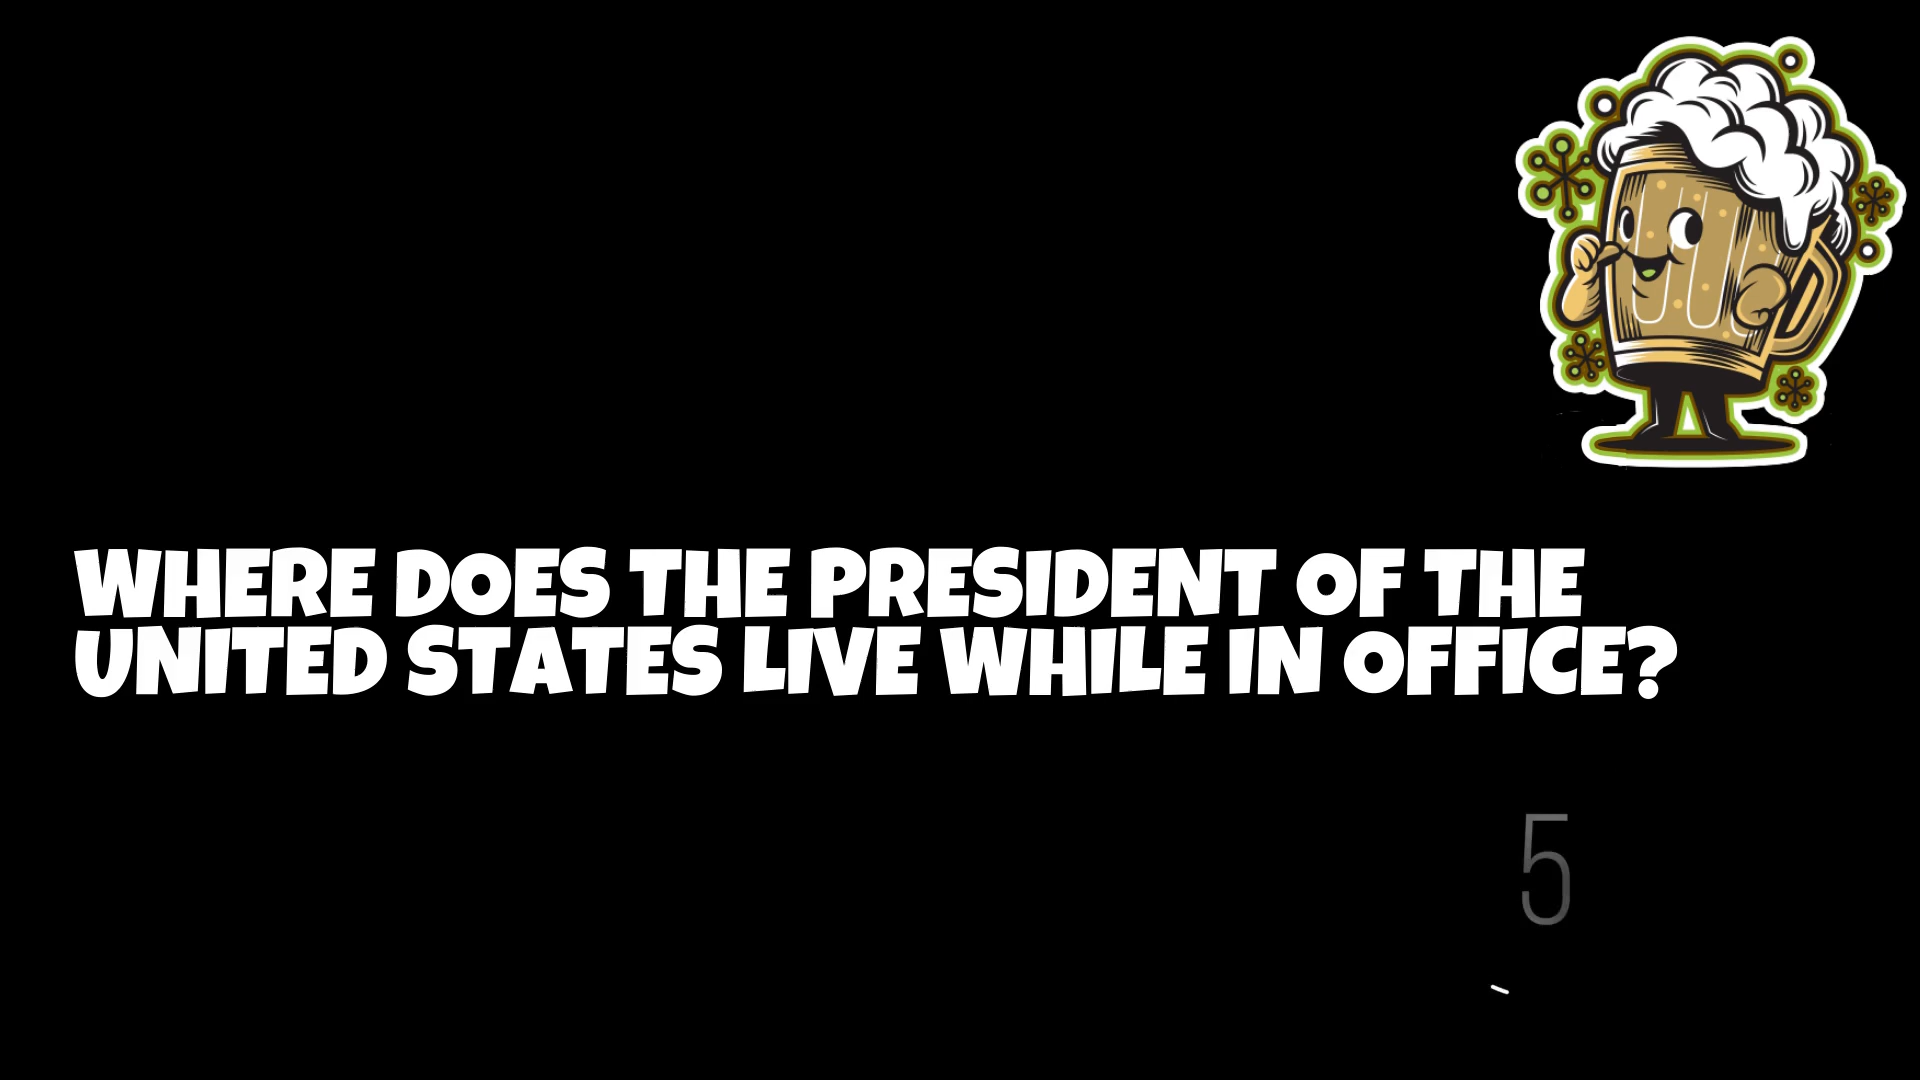 WHERE DOES THE PRESIDENT OF THE
UNITED STATES LIVE WHILE IN OFFICE?
5